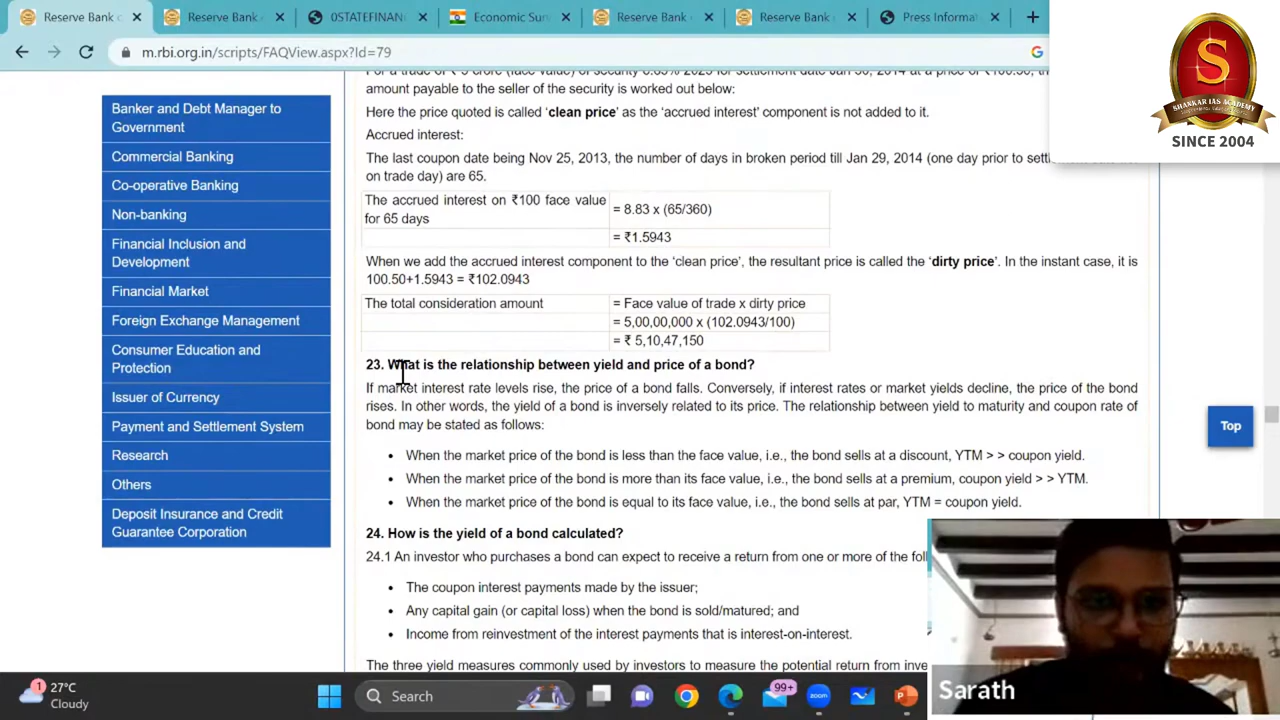 Reserve Bank
Reserve Bank
0STATEFINAN
Economic Sur
Reserve Bank
Reserve Bank
Press Informa
m.rbi.org.in/scripts/FAQView.aspx?Id=79
S
SHANKAR IAS ACADEMY
SINCE 2004
Banker and Debt Manager to
Government
Commercial Banking
Co-operative Banking
Non-banking
Financial Inclusion and
Development
Financial Market
Foreign Exchange Management
Consumer Education and
Protection
Issuer of Currency
Payment and Settlement System
Research
Others
Deposit Insurance and Credit
Guarantee Corporation
amount payable to the seller of the security is worked out below:
Here the price quoted is called 'clean price' as the 'accrued interest' component is not added to it.
Accrued interest:
The last coupon date being Nov 25, 2013, the number of days in broken period till Jan 29, 2014 (one day prior to
on trade day) are 65.
The accrued interest on ₹100 face value
for 65 days
= 8.83 x (65/360)
= ₹1.5943
When we add the accrued interest component to the 'clean price', the resultant price is called the 'dirty price'. In the instant case, it is
100.50+1.5943 = ₹102.0943
The total consideration amount
= Face value of trade x dirty price
= 5,00,00,000 x (102.0943/100)
= ₹ 5,10,47,150
23. What is the relationship between yield and price of a bond?
If market interest rate levels rise, the price of a bond falls. Conversely, if interest rates or market yields decline, the price of the bond
rises. In other words, the yield of a bond is inversely related to its price. The relationship between yield to maturity and coupon rate of
bond may be stated as follows:
• When the market price of the bond is less than the face value, i.e., the bond sells at a discount, YTM > > coupon yield.
• When the market price of the bond is more than its face value, i.e., the bond sells at a premium, coupon yield > > YTM.
• When the market price of the bond is equal to its face value, i.e., the bond sells at par, YTM = coupon yield.
24. How is the yield of a bond calculated?
24.1 An investor who purchases a bond can expect to receive a return from one or more of the fol
• The coupon interest payments made by the issuer;
• Any capital gain (or capital loss) when the bond is sold/matured; and
• Income from reinvestment of the interest payments that is interest-on-interest.
The three yield measures commonly used by investors to measure the potential return from inve
Top
Sarath
1
27°C
Cloudy
Search
99+
zoom